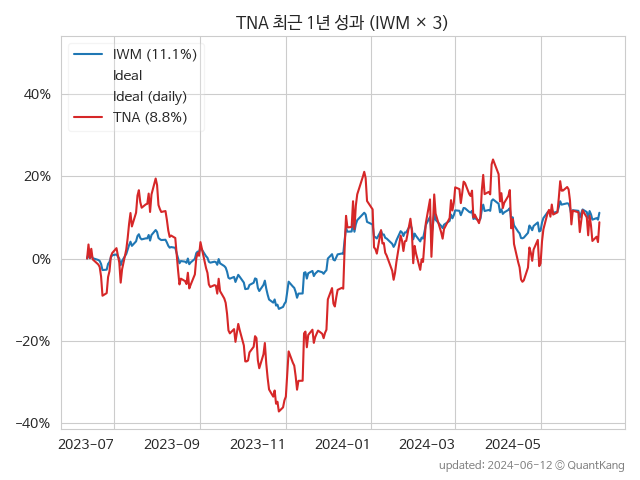 TNA 최근 1년 성과 (IWM × 3)
IWM (11.1%)
Ideal
Ideal (daily)
TNA (8.8%)
40%
20%
0%
−20%
−40%
2023-07 2023-09 2023-11 2024-01 2024-03 2024-05
updated: 2024-06-12 © QuantKang